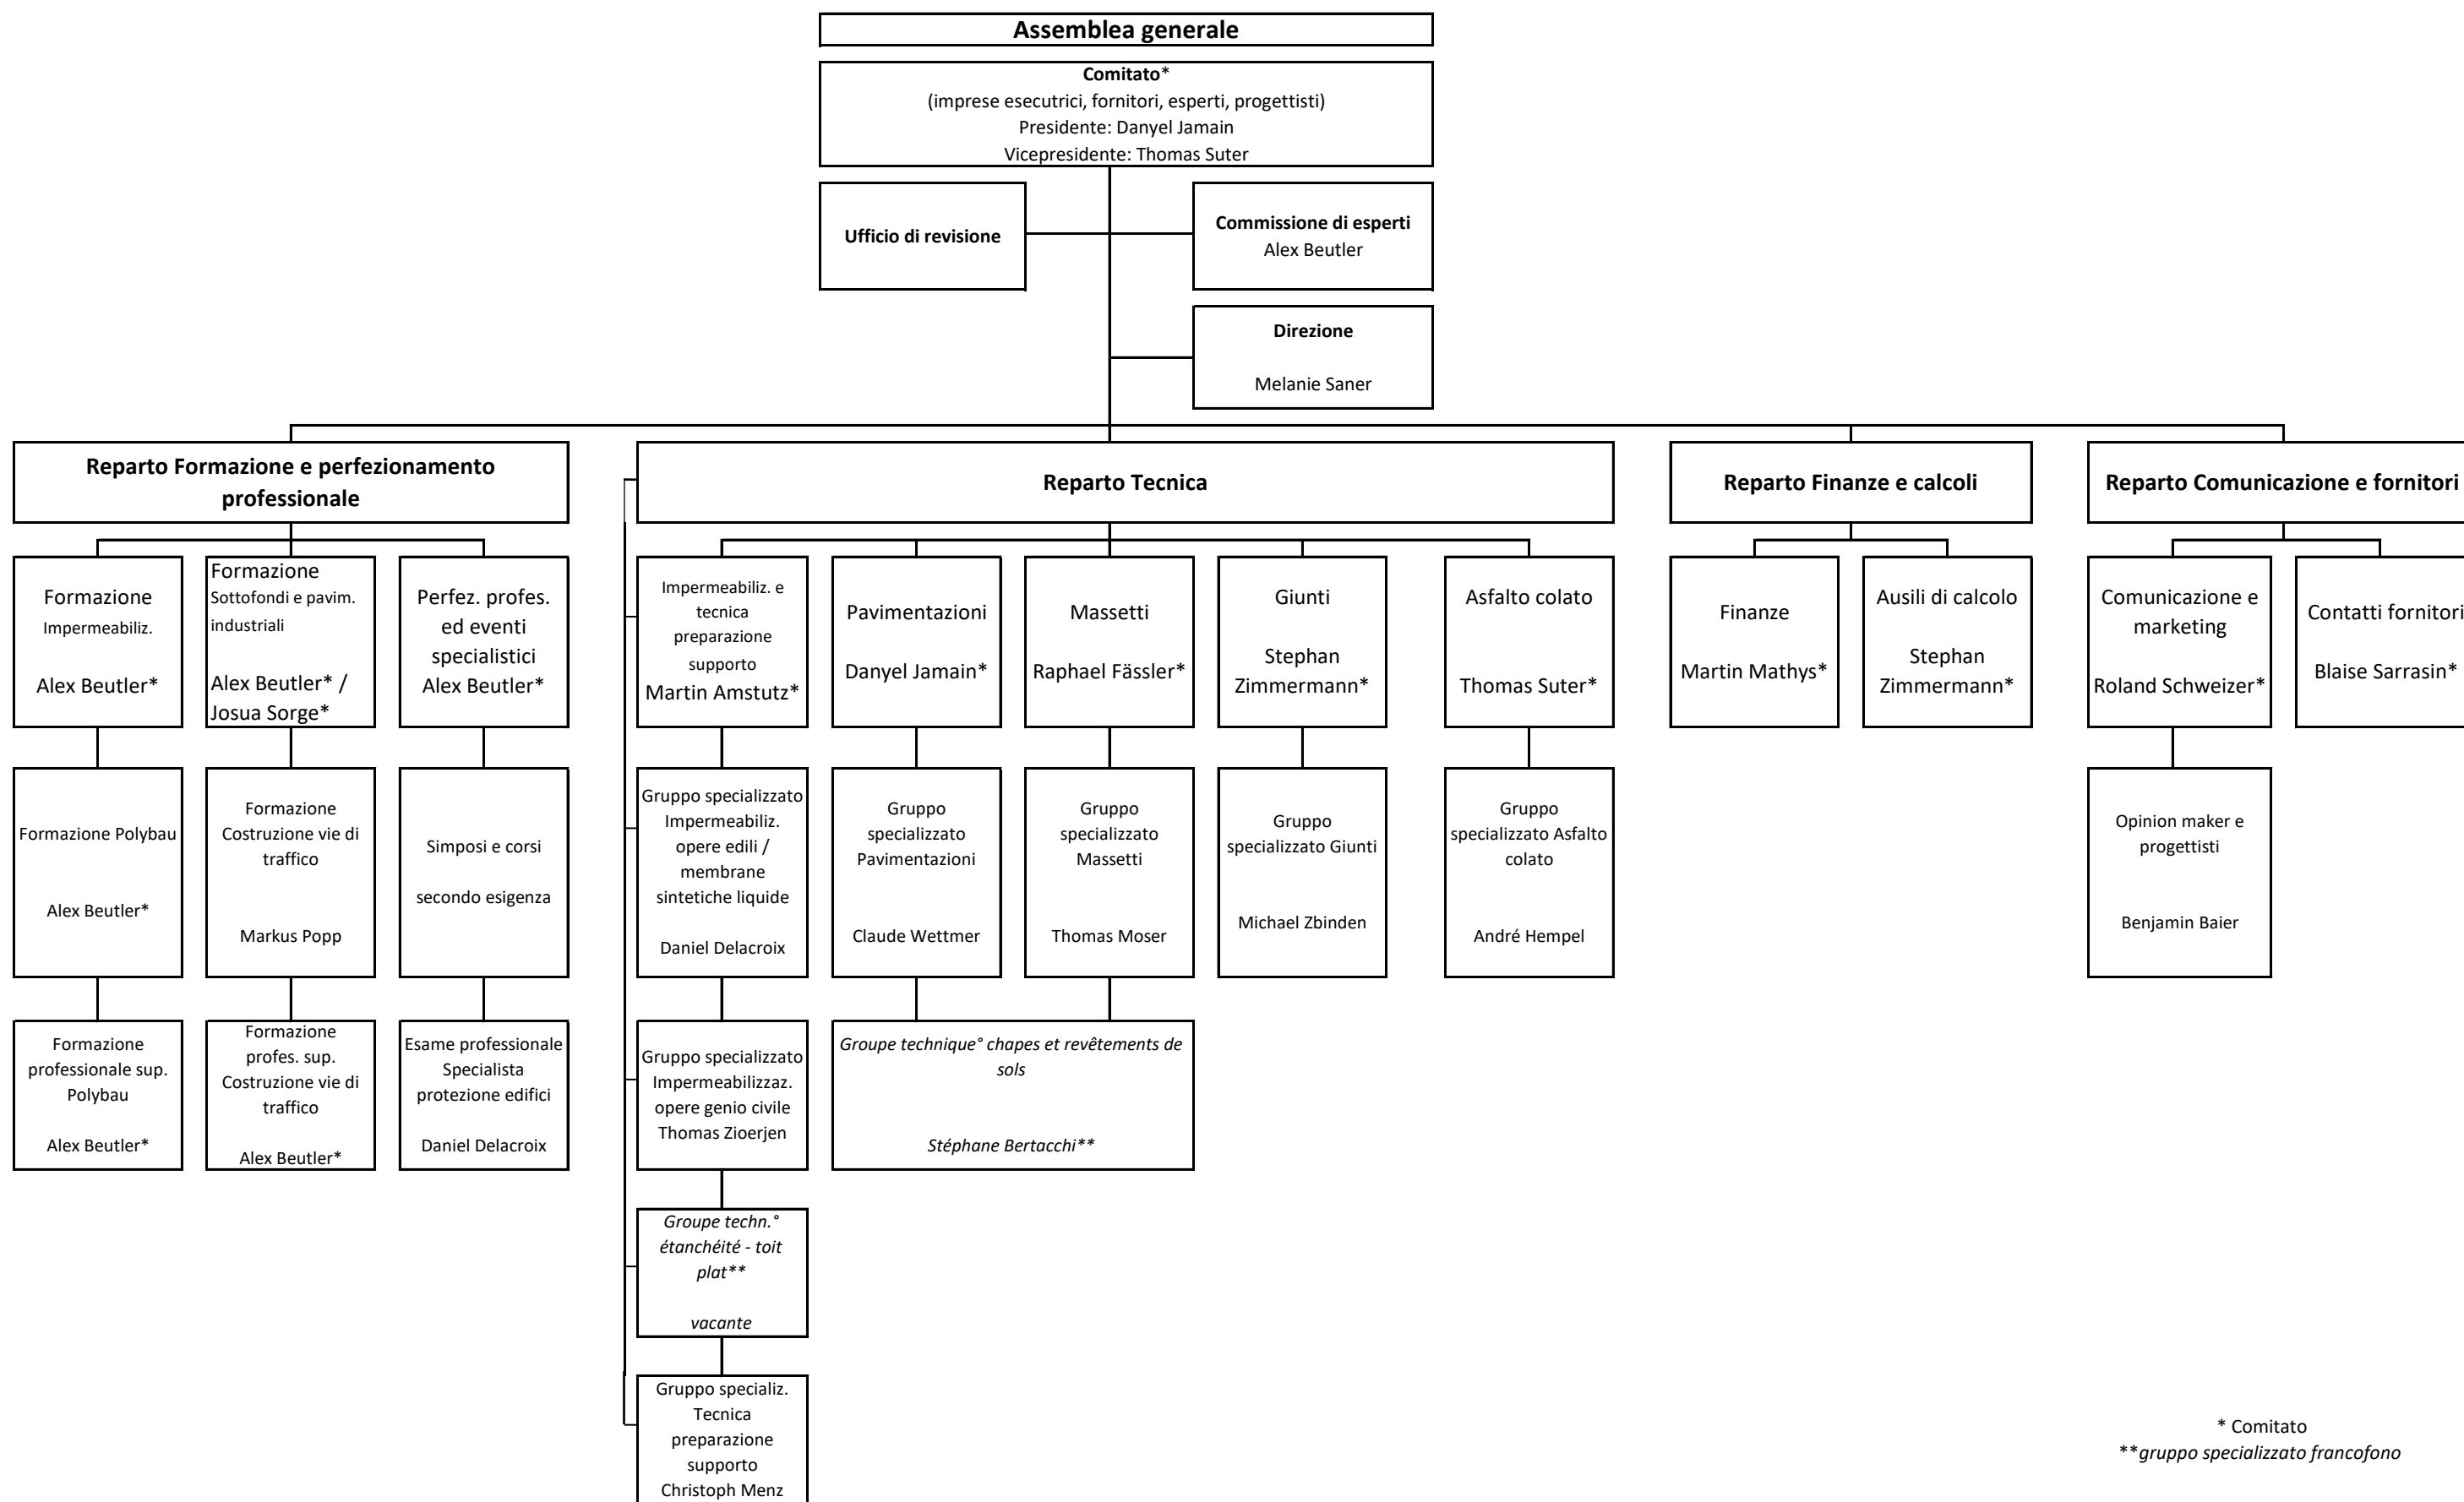 Assemblea generale
Comitato*
(imprese esecutrici, fornitori, esperti, progettisti)
Presidente: Danyel Jamain
Vicepresidente: Thomas Suter
Ufficio di revisione
Commissione di esperti
Alex Beutler
Direzione
Melanie Saner
Reparto Formazione e perfezionamento
professionale
Reparto Tecnica
Reparto Finanze e calcoli
Reparto Comunicazione e fornitori
Formazione
Impermeabiliz.
Alex Beutler*
Formazione
Sottofondi e pavim.
industriali
Alex Beutler* /
Josua Sorge*
Perfez. profes.
ed eventi
specialistici
Alex Beutler*
Impermeabiliz. e
tecnica
preparazione
supporto
Martin Amstutz*
Pavimentazioni
Danyel Jamain*
Massetti
Raphael Fässler*
Giunti
Stephan
Zimmermann*
Asfalto colato
Thomas Suter*
Finanze
Martin Mathys*
Ausili di calcolo
Stephan
Zimmermann*
Comunicazione e
marketing
Roland Schweizer*
Contatti fornitori
Blaise Sarrasin*
Formazione Polybau
Alex Beutler*
Formazione
Costruzione vie di
traffico
Markus Popp
Simposi e corsi
secondo esigenza
Gruppo specializzato
Impermeabiliz.
opere edili /
membrane
sintetiche liquide
Daniel Delacroix
Gruppo
specializzato
Pavimentazioni
Claude Wettmer
Gruppo
specializzato
Massetti
Thomas Moser
Gruppo
specializzato Giunti
Michael Zbinden
Gruppo
specializzato Asfalto
colato
André Hempel
Opinion maker e
progettisti
Benjamin Baier
Formazione
professionale sup.
Polybau
Alex Beutler*
Formazione
profes. sup.
Costruzione vie di
traffico
Alex Beutler*
Esame professionale
Specialista
protezione edifici
Daniel Delacroix
Gruppo specializzato
Impermeabilizzaz.
opere genio civile
Thomas Zioerjen
Groupe technique° chapes et revêtements de
sols
Stéphane Bertacchi**
Groupe techn.°
étanchéité - toit
plat**
vacante
Gruppo specializ.
Tecnica
preparazione
supporto
Christoph Menz
* Comitato
**gruppo specializzato francofono